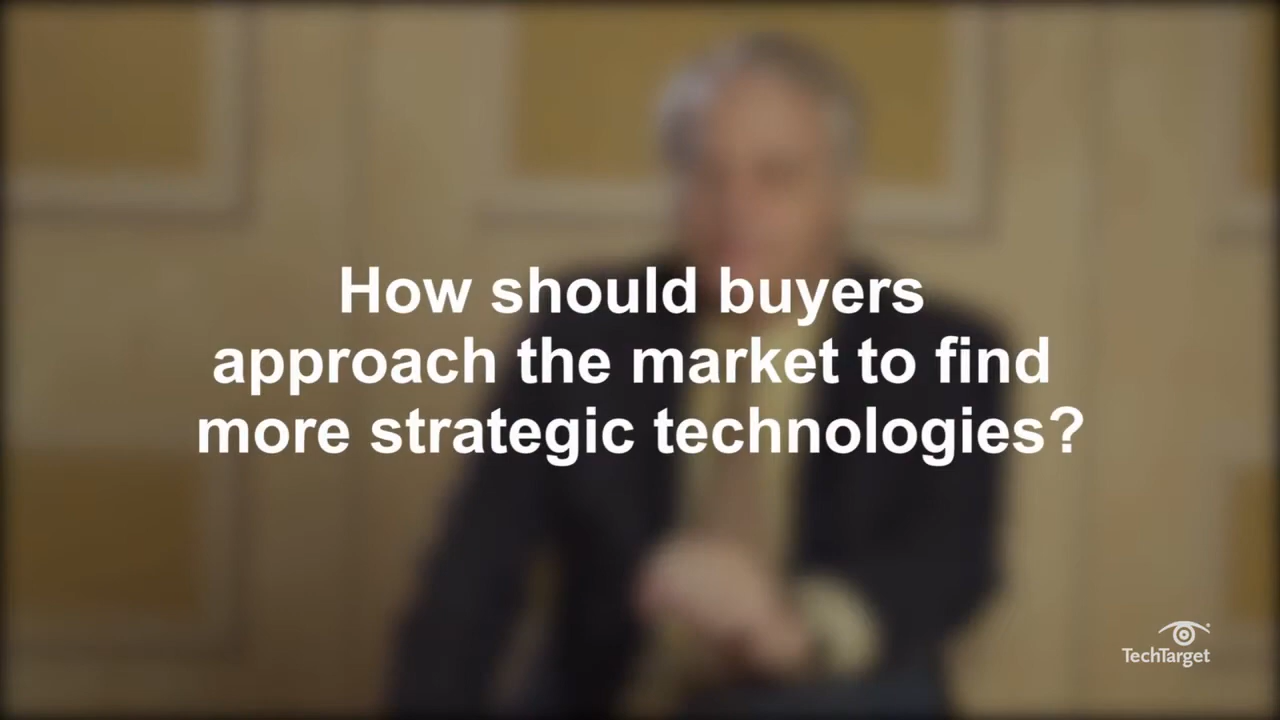 How should buyers
approach the market to find
more strategic technologies?
TechTarget